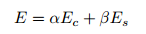 E = αE_c + βE_s